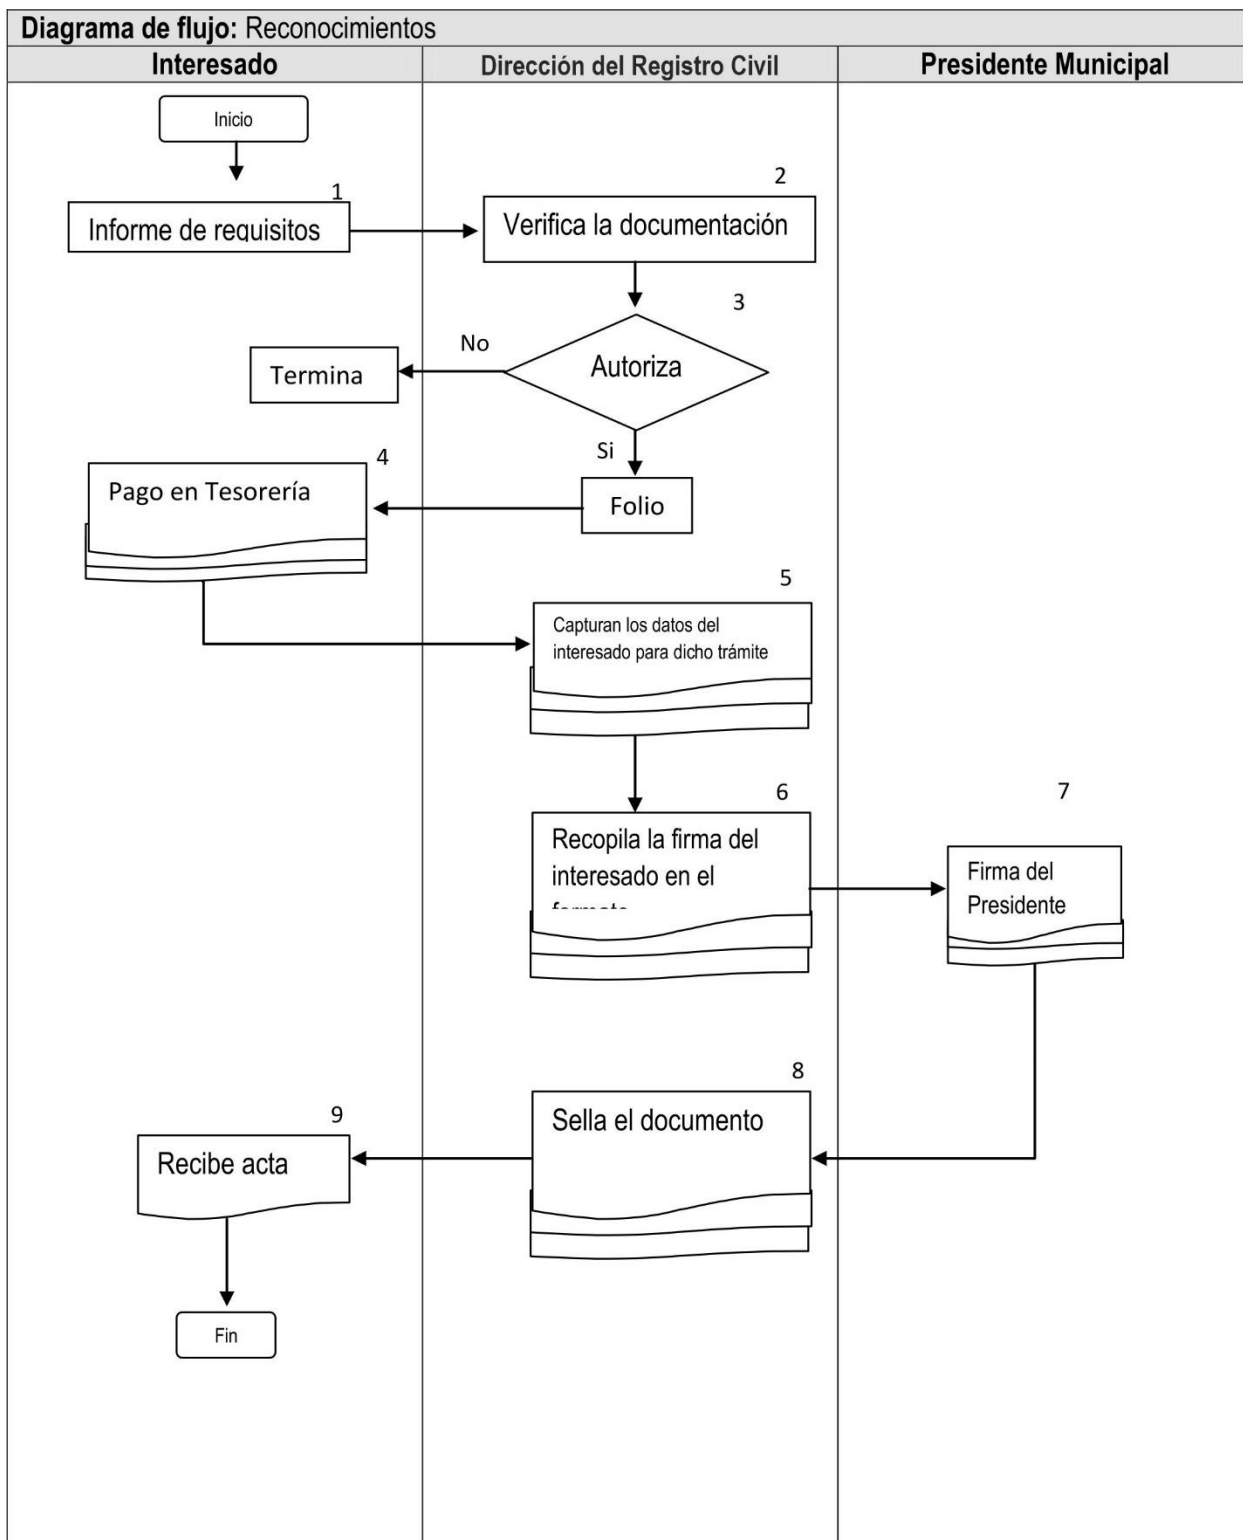 Diagrama de flujo: Reconocimientos
Interesado
Dirección del Registro Civil
Presidente Municipal
Inicio
1
Informe de requisitos
2
Verifica la documentación
3
Autoriza
No
Termina
Si
Folio
4
Pago en Tesorería
5
Capturan los datos del
interesado para dicho trámite
6
Recopila la firma del
interesado en el
7
Firma del
Presidente
8
Sella el documento
9
Recibe acta
Fin